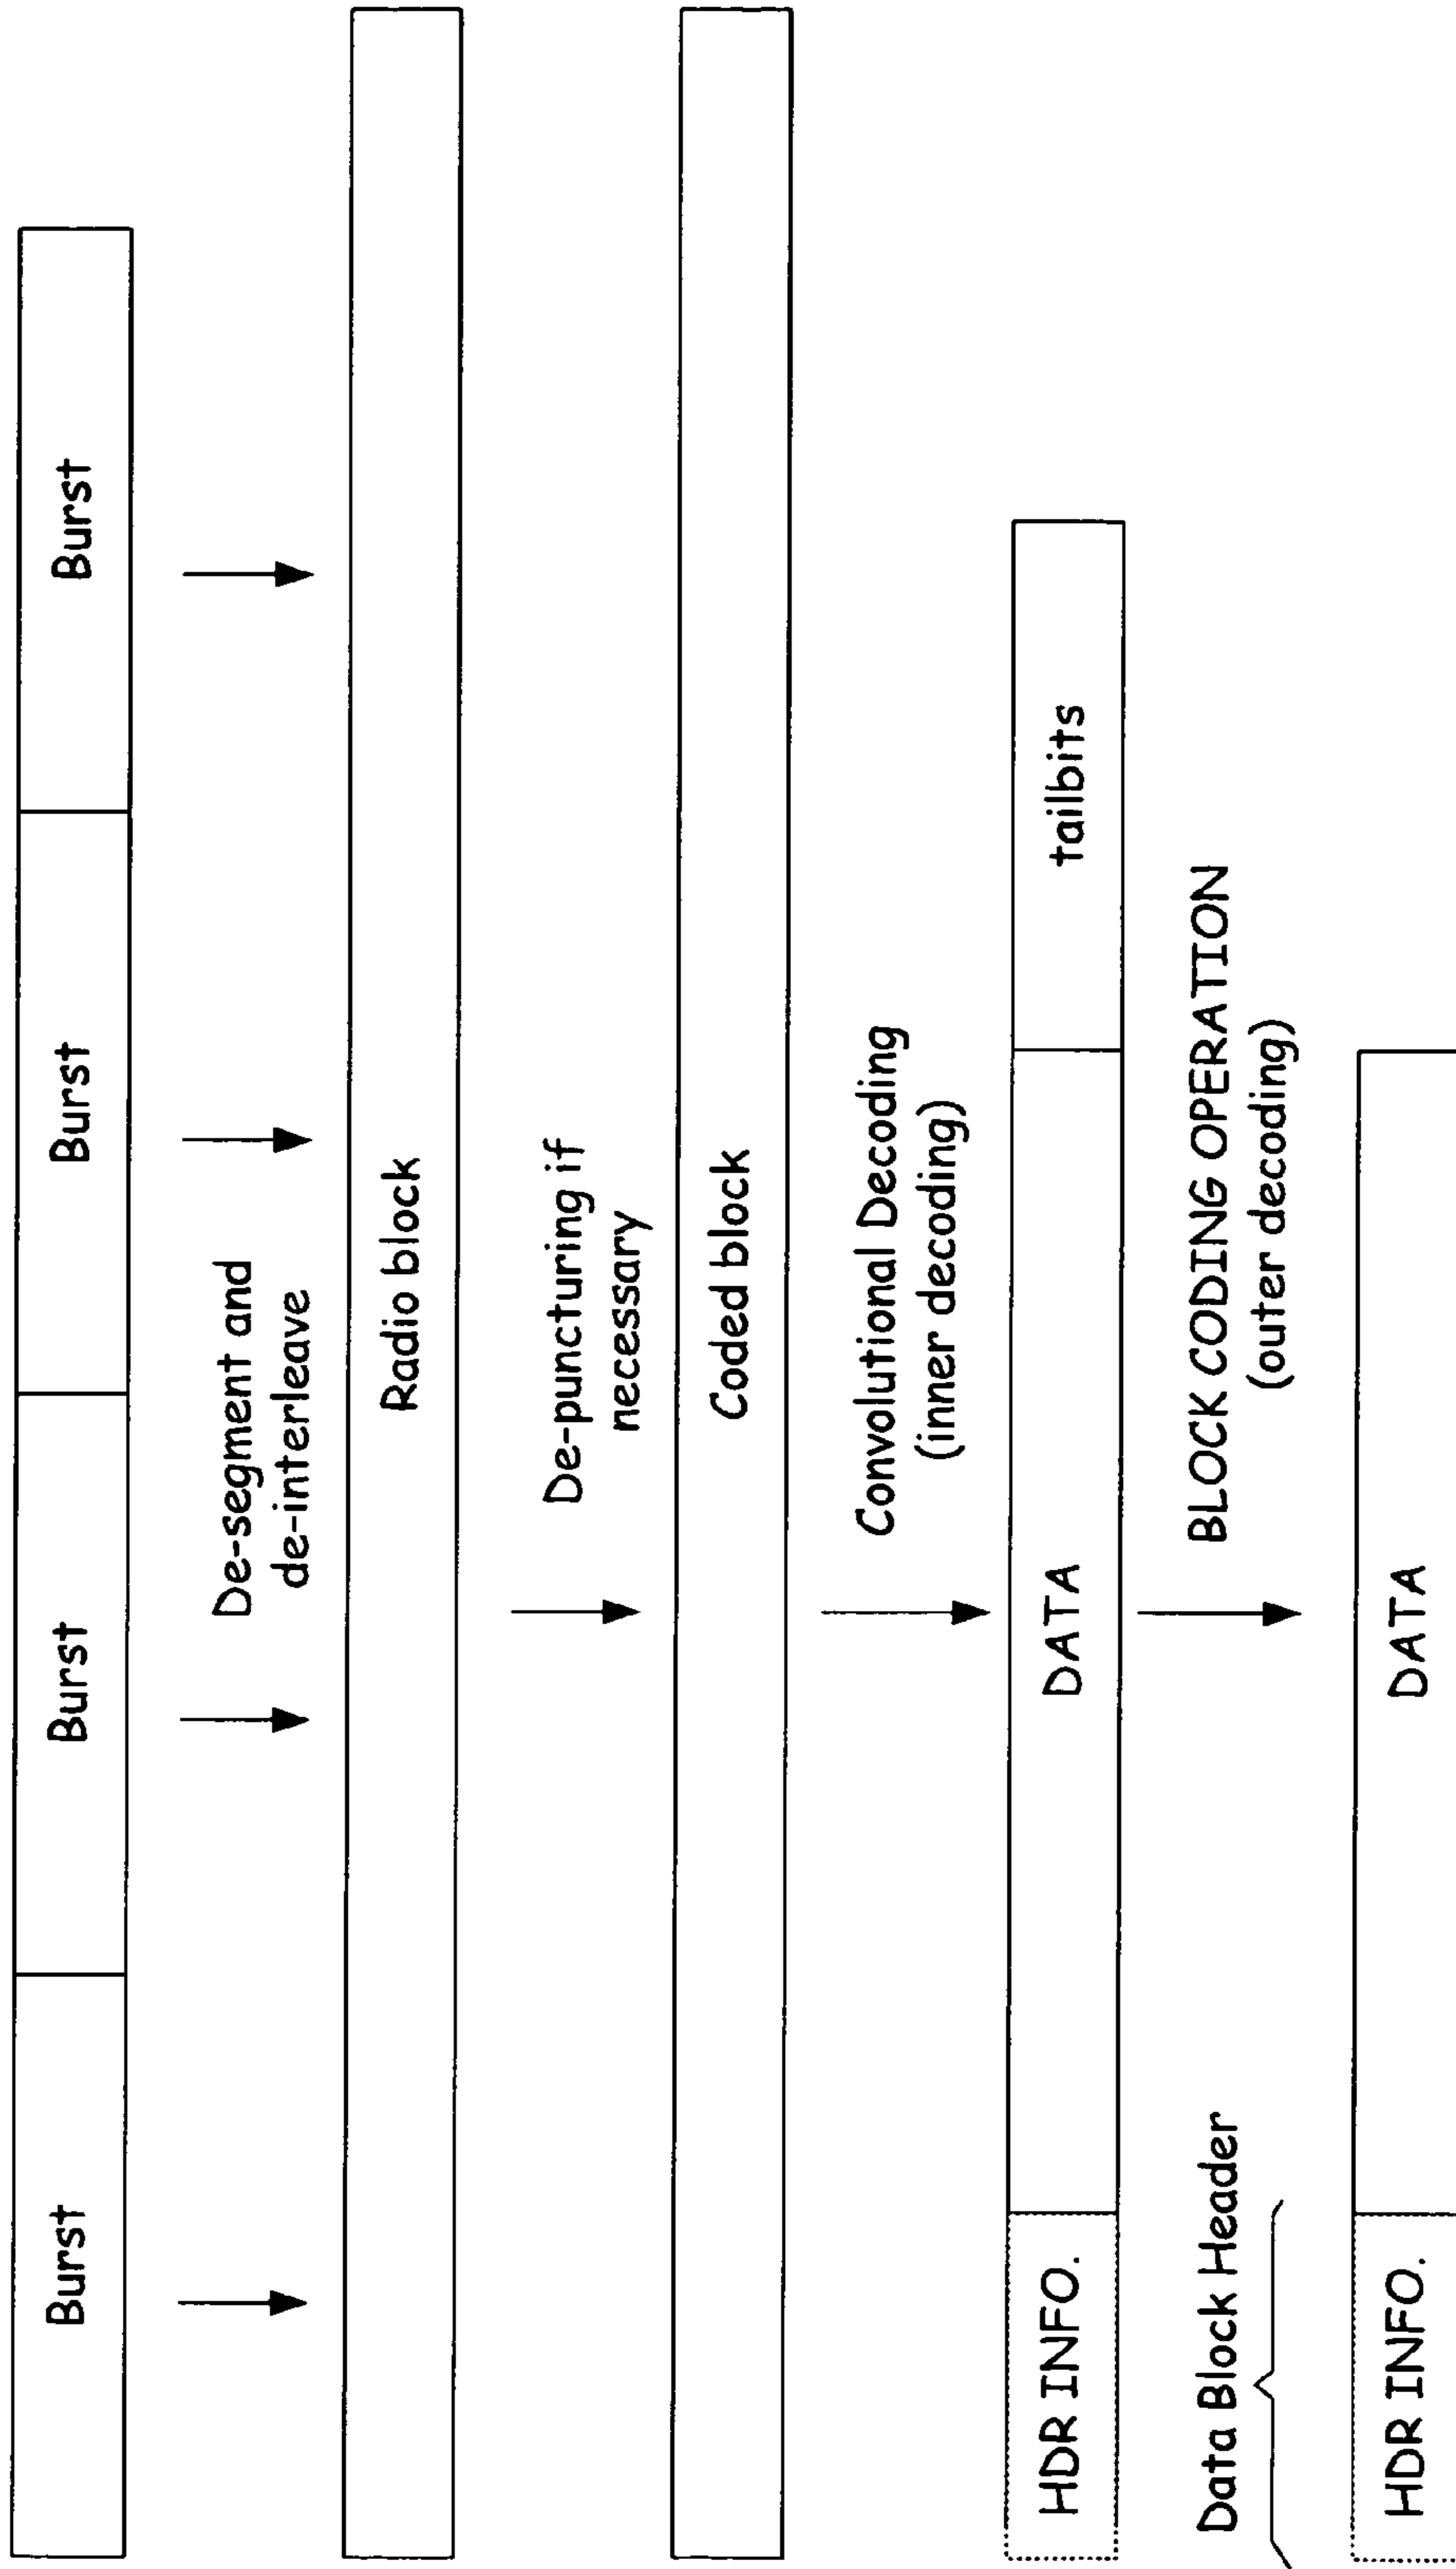 Burst
Burst
Burst
Burst
De-segment and
de-interleave
Radio block
De-puncturing if
necessary
Coded block
Convolutional Decoding
(inner decoding)
HDR INFO.
DATA
tailbits
Data Block Header
BLOCK CODING OPERATION
(outer decoding)
HDR INFO.
DATA